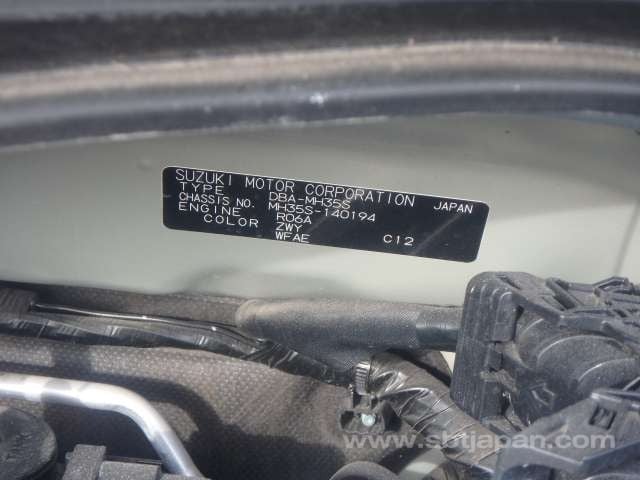 SUZUKI MOTOR CORPORATION
TYPE DBA-MH35S JAPAN
CHASSIS NO. MH35S-140194
ENGINE R06A
COLOR ZWY
WFAE C12
www.sbtjapan.com